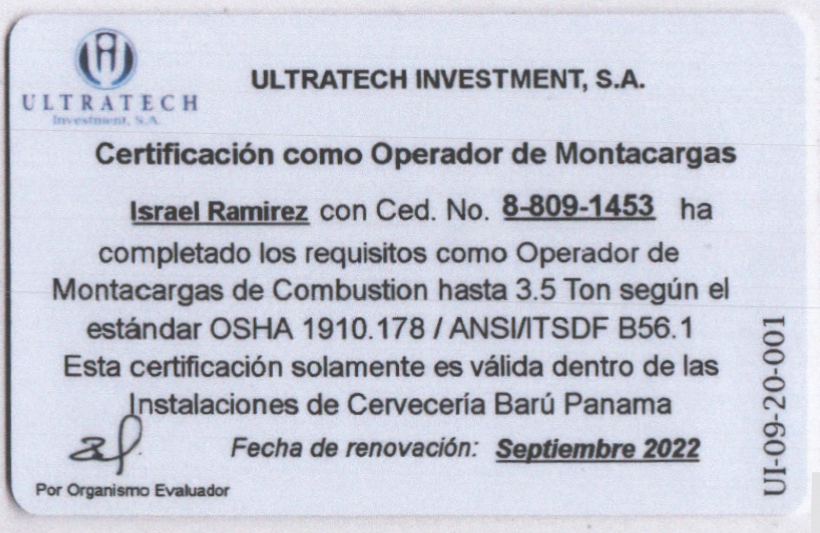 ULTRATECH
Investment, S.A.
ULTRATECH INVESTMENT, S.A.
Certificación como Operador de Montacargas
Israel Ramirez con Ced. No. 8-809-1453 ha
completado los requisitos como Operador de
Montacargas de Combustion hasta 3.5 Ton según el
estándar OSHA 1910.178 / ANSI/ITSDF B56.1
Esta certificación solamente es válida dentro de las
Instalaciones de Cervecería Barú Panama
Fecha de renovación: Septiembre 2022
Por Organismo Evaluador
UI-09-20-001